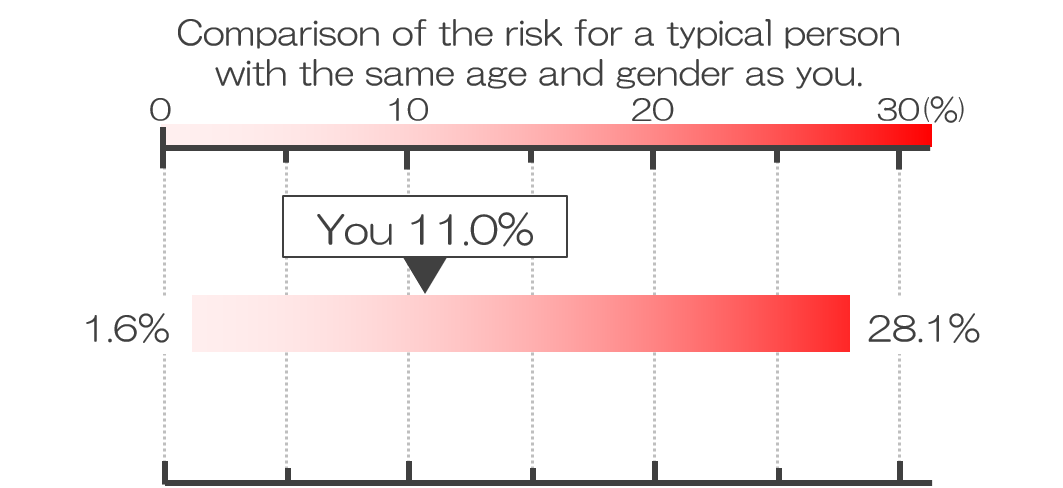 Comparison of the risk for a typical person
with the same age and gender as you.
0 10 20 30(%)
You 11.0%
1.6% 28.1%